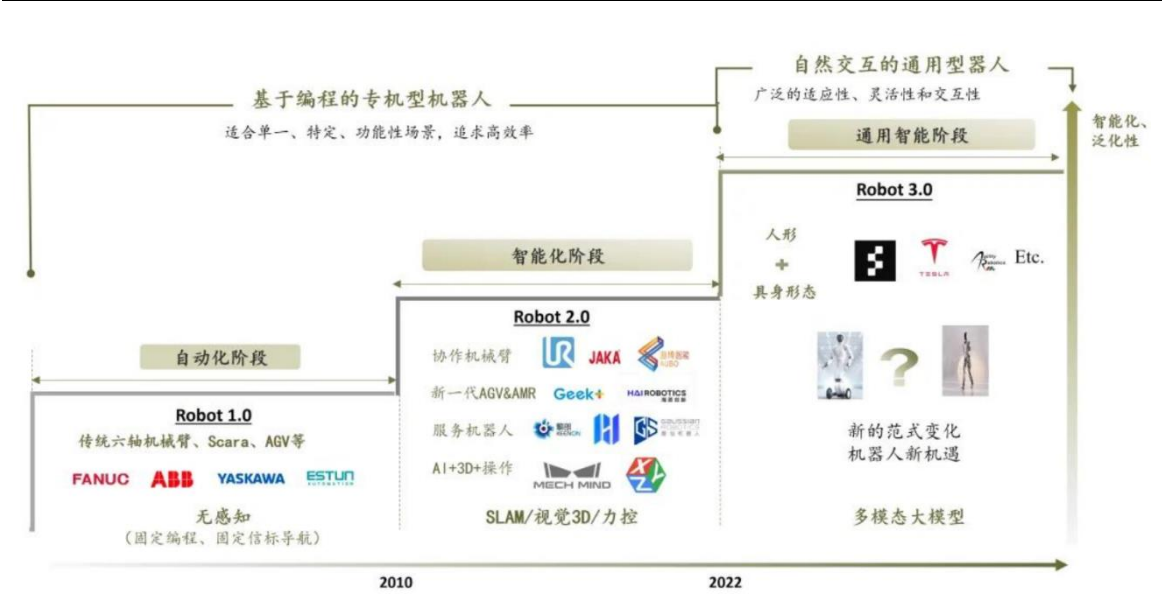 自然交互的通用型器人
广泛的适应性、灵活性和交互性
基于编程的专机型机器人
适合单一、特定、功能性场景，追求高效率
智能化、
泛化性
通用智能阶段
Robot 3.0
人形
+
具身形态
TESLA
Etc.
?
新的范式变化
机器人新机遇
多模态大模型
智能化阶段
Robot 2.0
协作机械臂
UR
JAKA
新一代AGV&AMR
Geek+
HAI ROBOTICS
服务机器人
AI+3D+操作
MECH MIND
XYZ
SLAM/视觉3D/力控
自动化阶段
Robot 1.0
传统六轴机械臂、Scara、AGV等
FANUC
ABB
YASKAWA
ESTUN
AUTOMATION
无感知
（固定编程、固定信标导航）
2010
2022